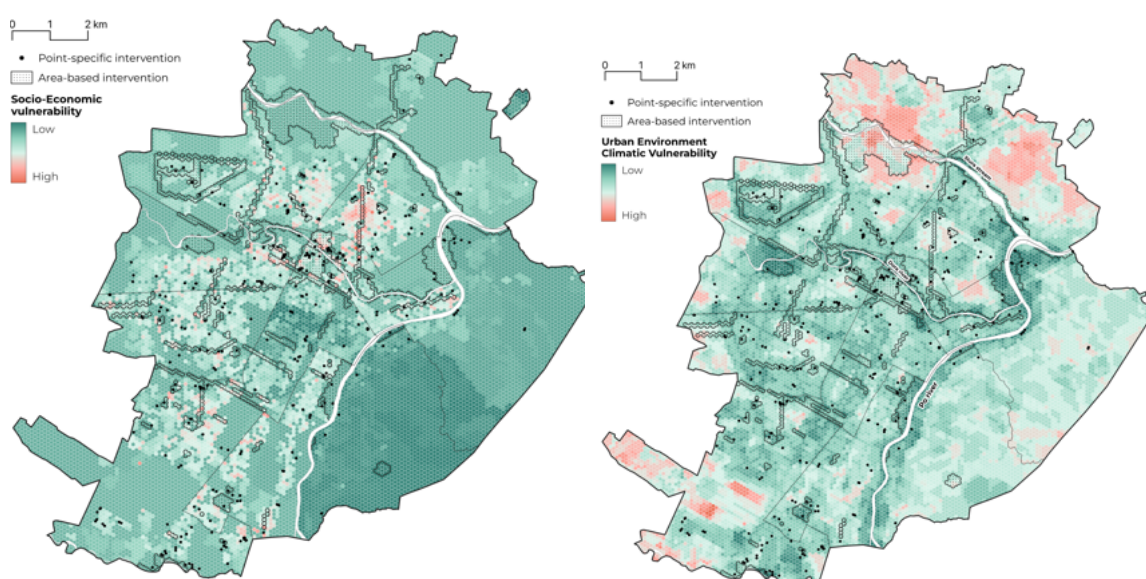 0 1 2 km
Point-specific intervention
Area-based intervention
Socio-Economic
vulnerability
Low
High
0 1 2 km
Point-specific intervention
Area-based intervention
Urban Environment
Climatic Vulnerability
Low
High
Po river